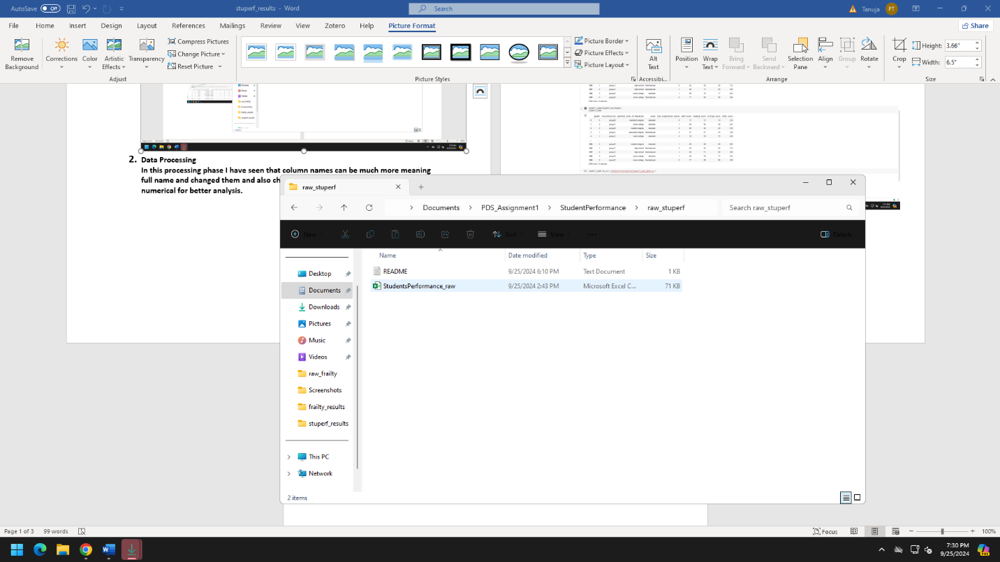 AutoSave Off stuperf_results - Word Search Tanuja PT
File Home Insert Design Layout References Mailings Review View Zotero Help Picture Format Share
Remove Background
Corrections
Color
Artistic Effects
Transparency
Compress Pictures
Change Picture
Reset Picture
Picture Border
Picture Effects
Picture Layout
Alt Text
Position
Wrap Text
Bring Forward
Send Backward
Selection Pane
Align
Group
Rotate
Crop
Height: 3.66"
Width: 6.5"
Adjust Picture Styles Accessibi... Arrange Size
2. Data Processing
In this processing phase I have seen that column names can be much more meaning
full name and changed them and also ch
numerical for better analysis.
raw_stuperf
Documents PDS_Assignment1 StudentPerformance raw_stuperf Search raw_stuperf
New Sort View Details
Name Date modified Type Size
README 9/25/2024 6:10 PM Text Document 1 KB
StudentsPerformance_raw 9/25/2024 2:43 PM Microsoft Excel C... 71 KB
Desktop
Documents
Downloads
Pictures
Music
Videos
raw_frailty
Screenshots
frailty_results
stuperf_results
This PC
Network
2 items
Page 1 of 3 99 words Focus 100%
7:30 PM
9/25/2024